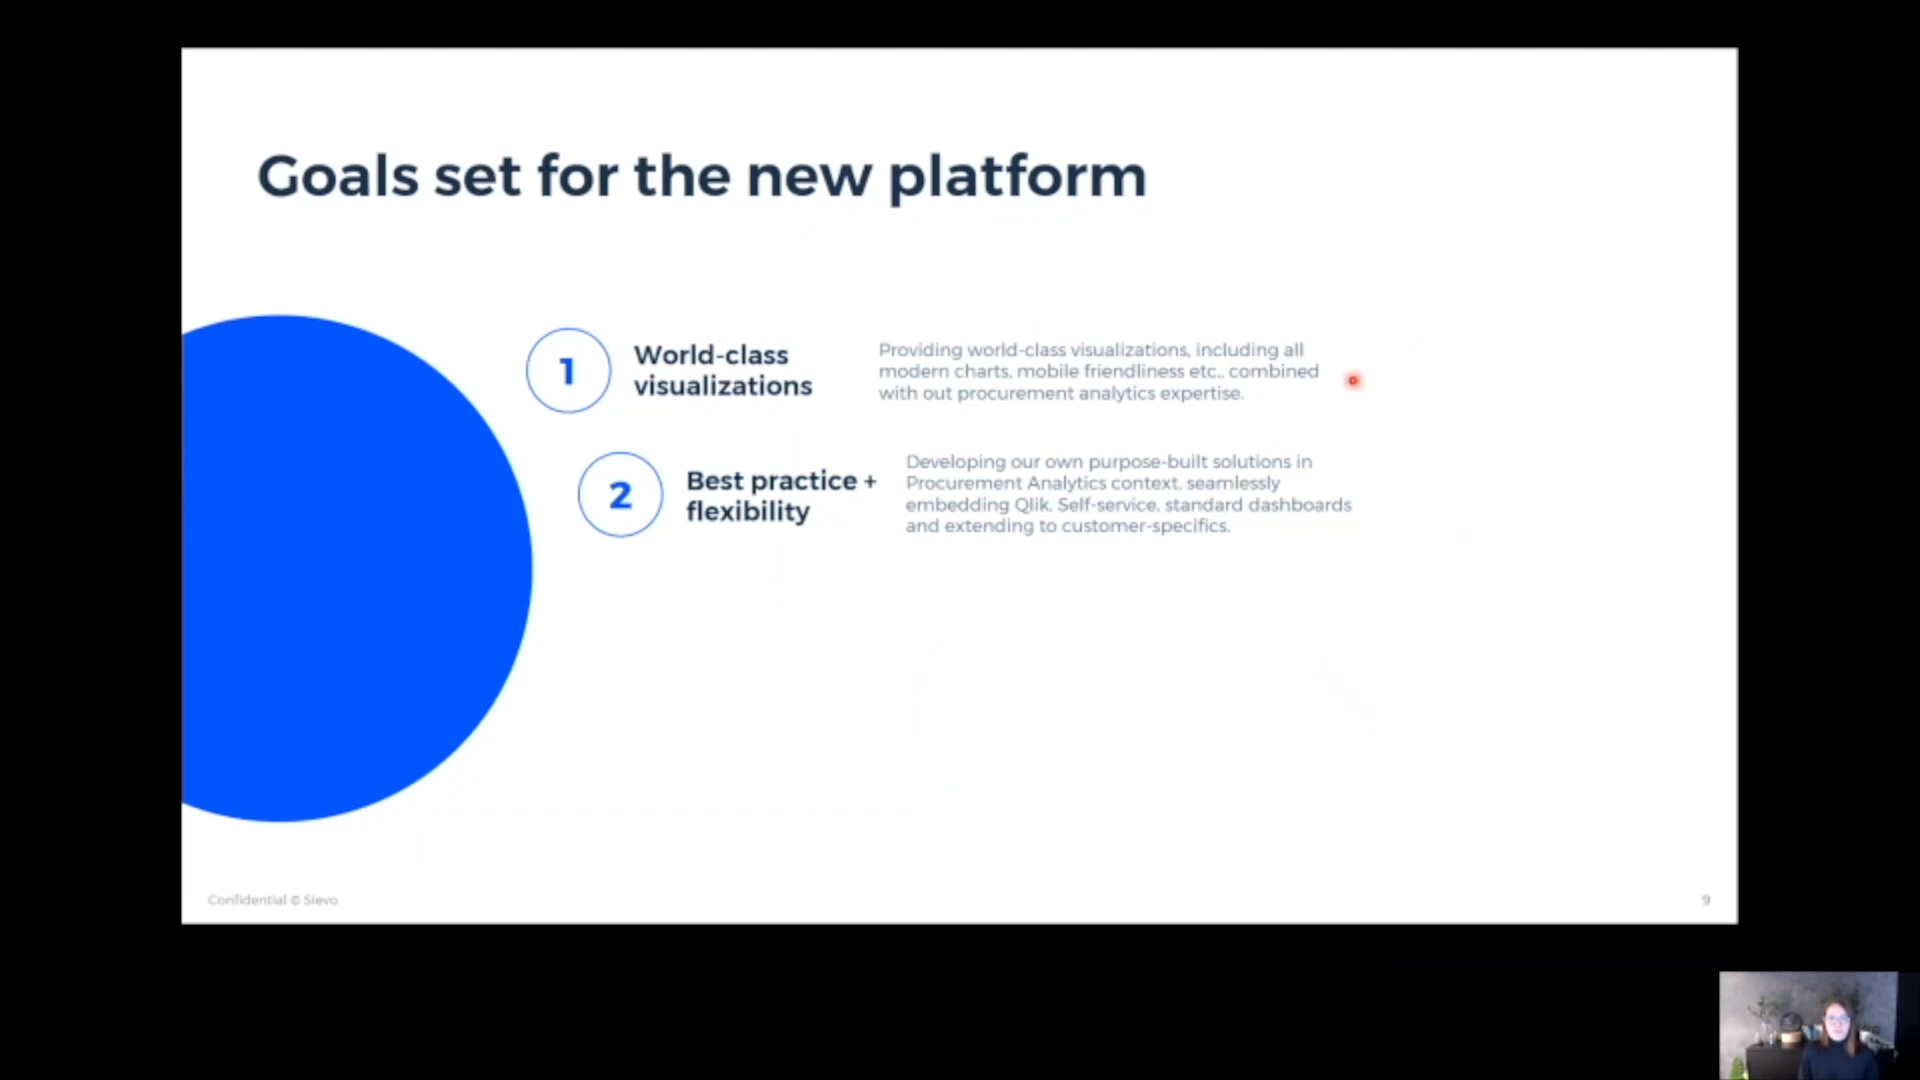 Goals set for the new platform
1
World-class
visualizations
Providing world-class visualizations, including all
modern charts, mobile friendliness etc., combined
with out procurement analytics expertise.
2
Best practice +
flexibility
Developing our own purpose-built solutions in
Procurement Analytics context, seamlessly
embedding Qlik. Self-service, standard dashboards
and extending to customer-specifics.
Confidential © Sievo
9